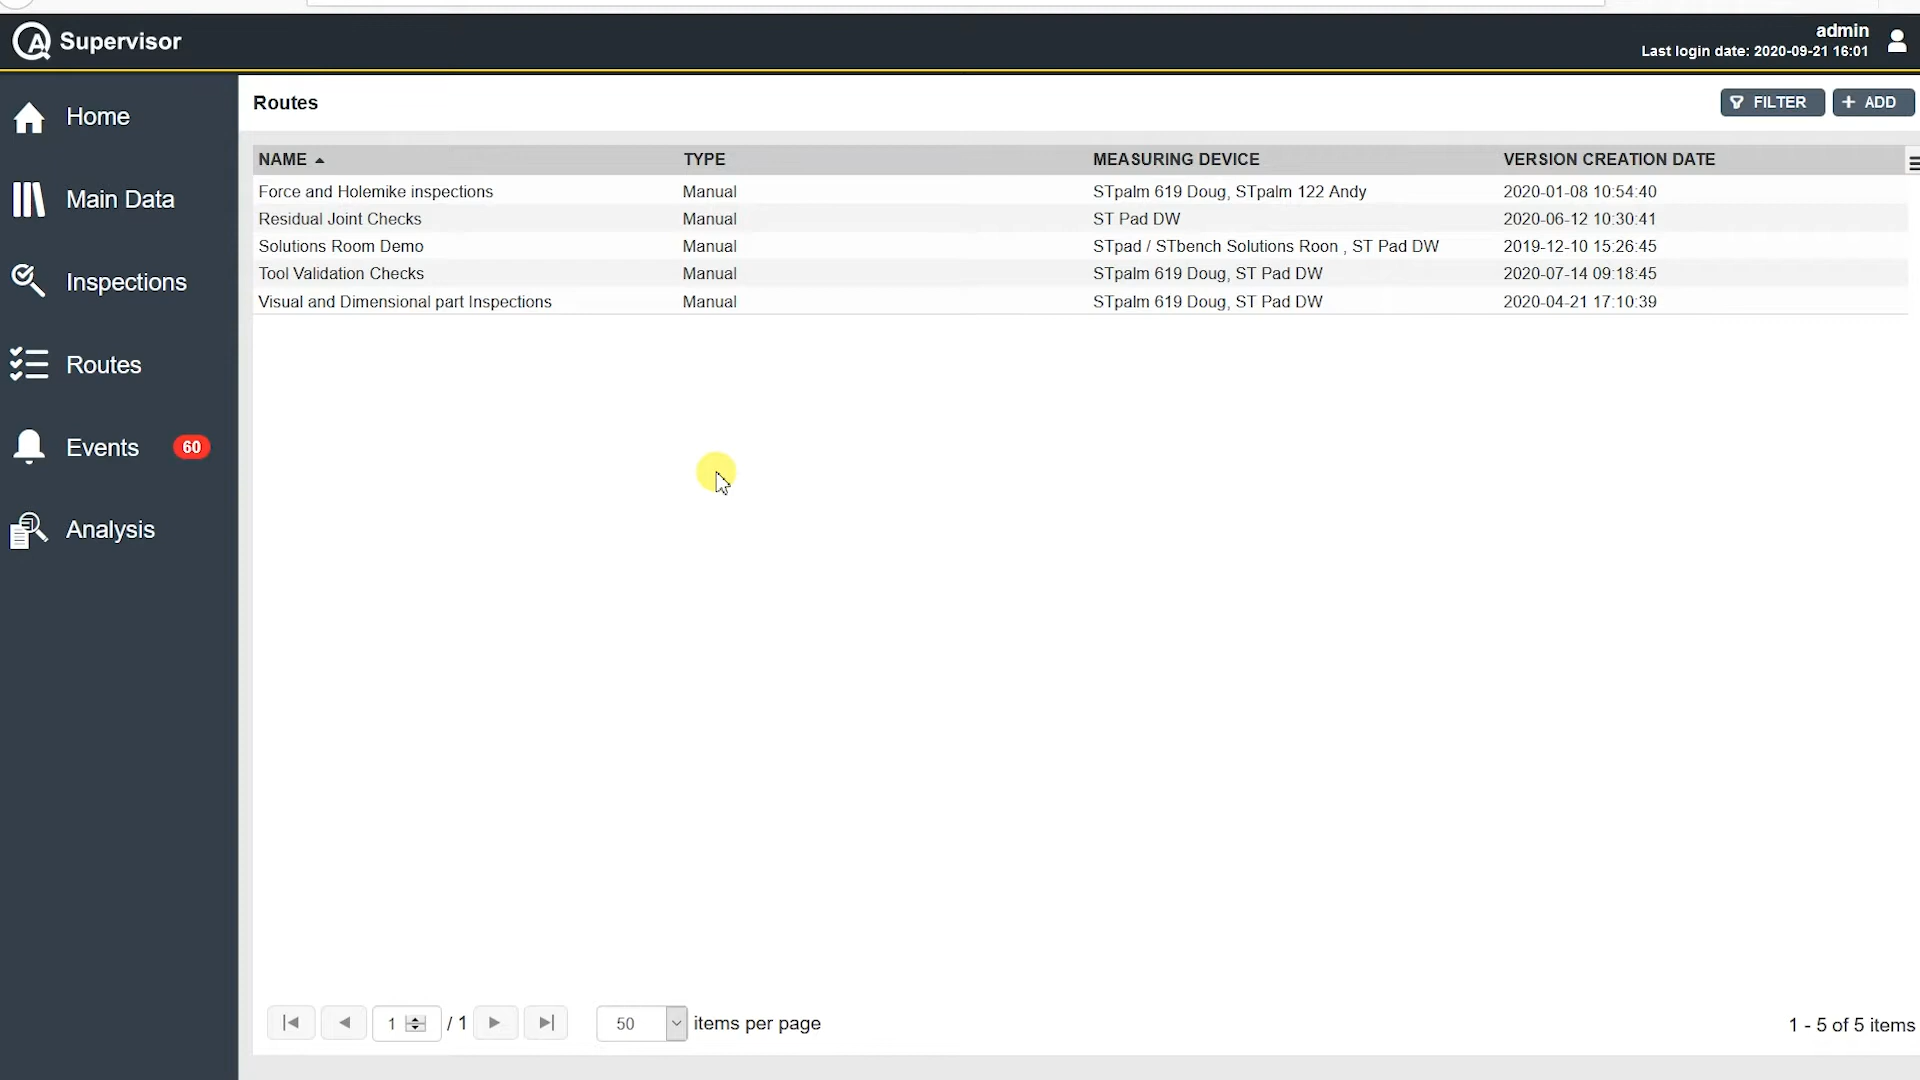 Supervisor
admin
Last login date: 2020-09-21 16:01
Home
Main Data
Inspections
Routes
Events 60
Analysis
Routes
FILTER + ADD
NAME TYPE MEASURING DEVICE VERSION CREATION DATE
Force and Holemike inspections Manual STpalm 619 Doug, STpalm 122 Andy 2020-01-08 10:54:40
Residual Joint Checks Manual ST Pad DW 2020-06-12 10:30:41
Solutions Room Demo Manual STpad / STbench Solutions Roon , ST Pad DW 2019-12-10 15:26:45
Tool Validation Checks Manual STpalm 619 Doug, ST Pad DW 2020-07-14 09:18:45
Visual and Dimensional part Inspections Manual STpalm 619 Doug, ST Pad DW 2020-04-21 17:10:39
1 / 1 50 items per page 1 - 5 of 5 items